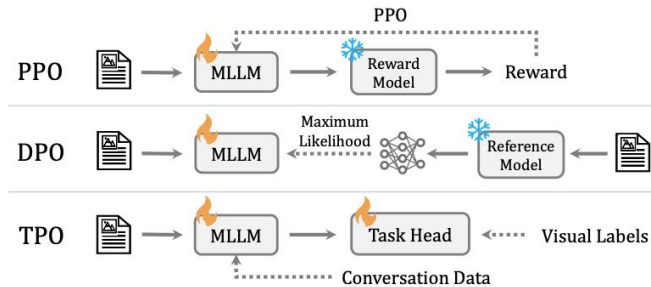 PPO
PPO
MLLM
Reward
Model
Reward
DPO
MLLM
Maximum
Likelihood
Reference
Model
TPO
MLLM
Task Head
Visual Labels
Conversation Data